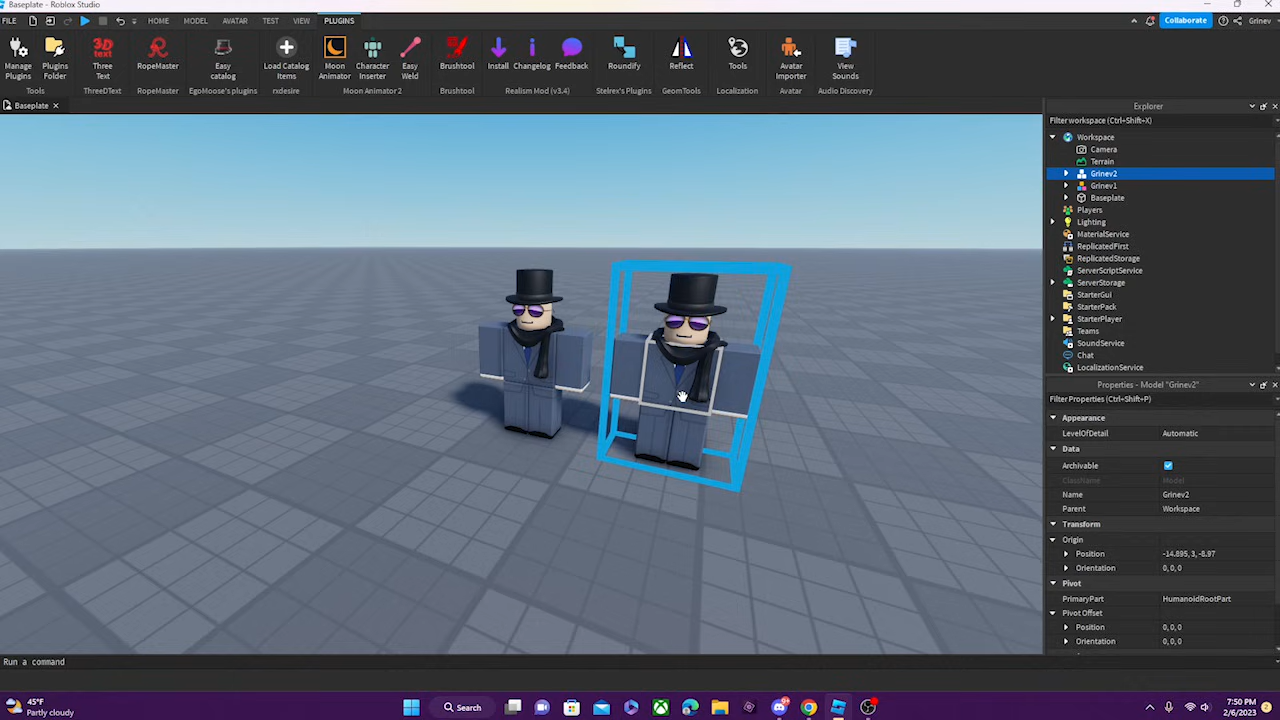 Baseplate - Roblox Studio
FILE HOME MODEL AVATAR TEST VIEW PLUGINS Collaborate Grinev
Manage Plugins
Plugins Folder
Three Text
RopeMaster
Easy catalog
Load Catalog Items
Moon Animator
Character Inserter
Easy Weld
Brushtool
Install
Changelog
Feedback
Roundify
Reflect
Tools
Avatar Importer
View Sounds
3D
text
Tools ThreeDText RopeMaster EgoMoose's plugins rxdesire Moon Animator 2 Brushtool Realism Mod (v3.4) Stelrex's Plugins GeomTools Localization Avatar Audio Discovery
Baseplate
Explorer
Filter workspace (Ctrl+Shift+X)
Workspace
Camera
Terrain
Grinev2
Grinev1
Baseplate
Players
Lighting
MaterialService
ReplicatedFirst
ReplicatedStorage
ServerScriptService
ServerStorage
StarterGui
StarterPack
StarterPlayer
Teams
SoundService
Chat
LocalizationService
Properties - Model "Grinev2"
Filter Properties (Ctrl+Shift+P)
Appearance
LevelOfDetail Automatic
Data
Archivable
ClassName Model
Name Grinev2
Parent Workspace
Transform
Origin
Position -14.895, 3, -8.97
Orientation 0, 0, 0
Pivot
PrimaryPart HumanoidRootPart
Pivot Offset
Position 0, 0, 0
Orientation 0, 0, 0
Run a command
45°F
Partly cloudy
Search
7:50 PM
2/6/2023